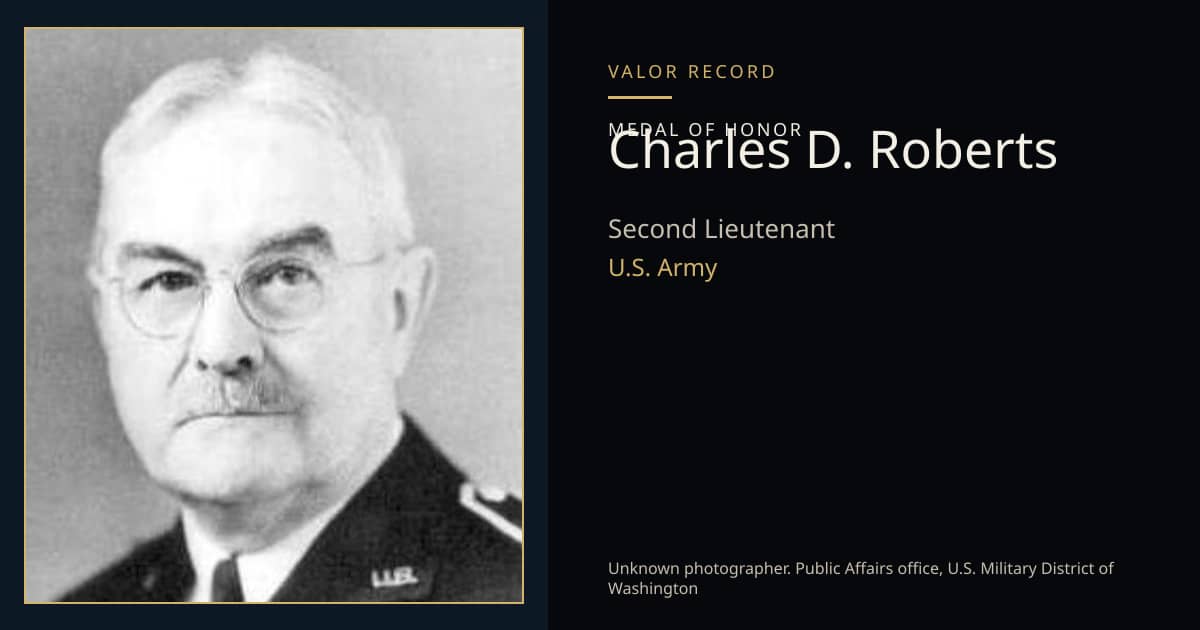 VALOR RECORD
MEDAL OF HONOR
Charles D. Roberts
Second Lieutenant
U.S. Army
Unknown photographer. Public Affairs office, U.S. Military District of
Washington
U.S.